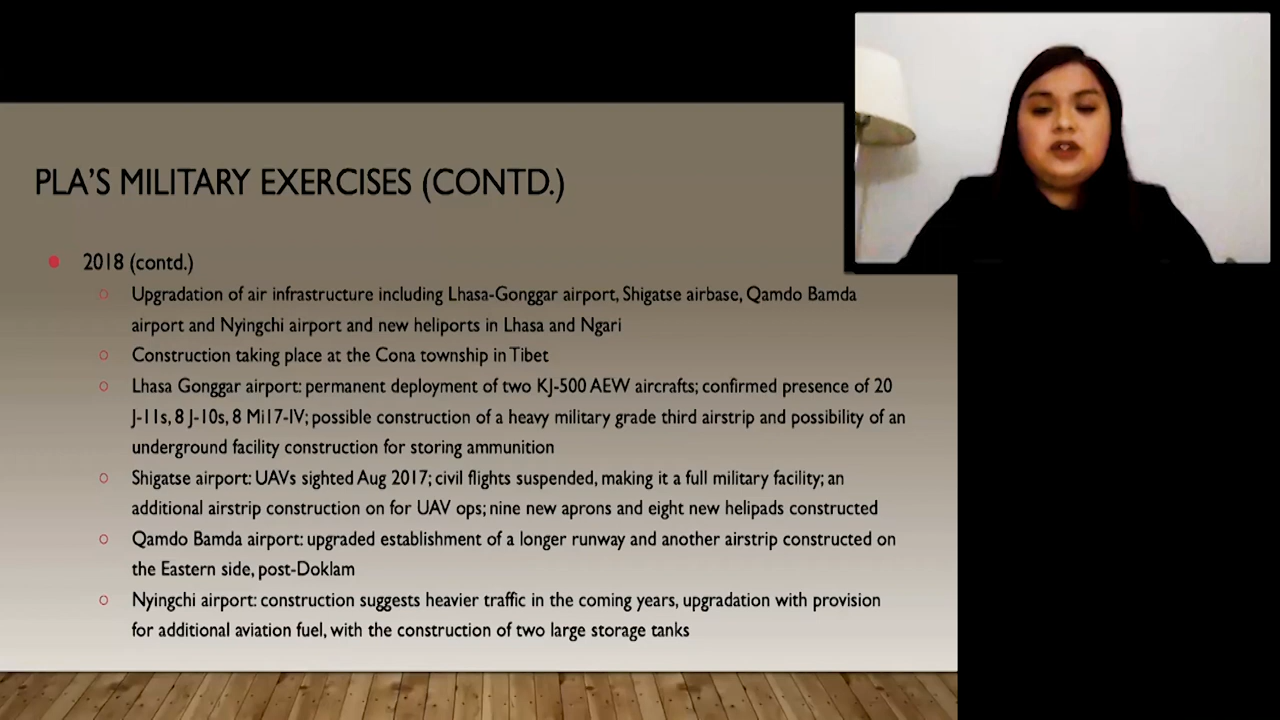 PLA'S MILITARY EXERCISES (CONTD.)
2018 (contd.)
Upgradation of air infrastructure including Lhasa-Gonggar airport, Shigatse airbase, Qamdo Bamda
airport and Nyingchi airport and new heliports in Lhasa and Ngari
Construction taking place at the Cona township in Tibet
Lhasa Gonggar airport: permanent deployment of two KJ-500 AEW aircrafts; confirmed presence of 20
J-11s, 8 J-10s, 8 Mi17-IV; possible construction of a heavy military grade third airstrip and possibility of an
underground facility construction for storing ammunition
Shigatse airport: UAVs sighted Aug 2017; civil flights suspended, making it a full military facility; an
additional airstrip construction on for UAV ops; nine new aprons and eight new helipads constructed
Qamdo Bamda airport: upgraded establishment of a longer runway and another airstrip constructed on
the Eastern side, post-Doklam
Nyingchi airport: construction suggests heavier traffic in the coming years, upgradation with provision
for additional aviation fuel, with the construction of two large storage tanks